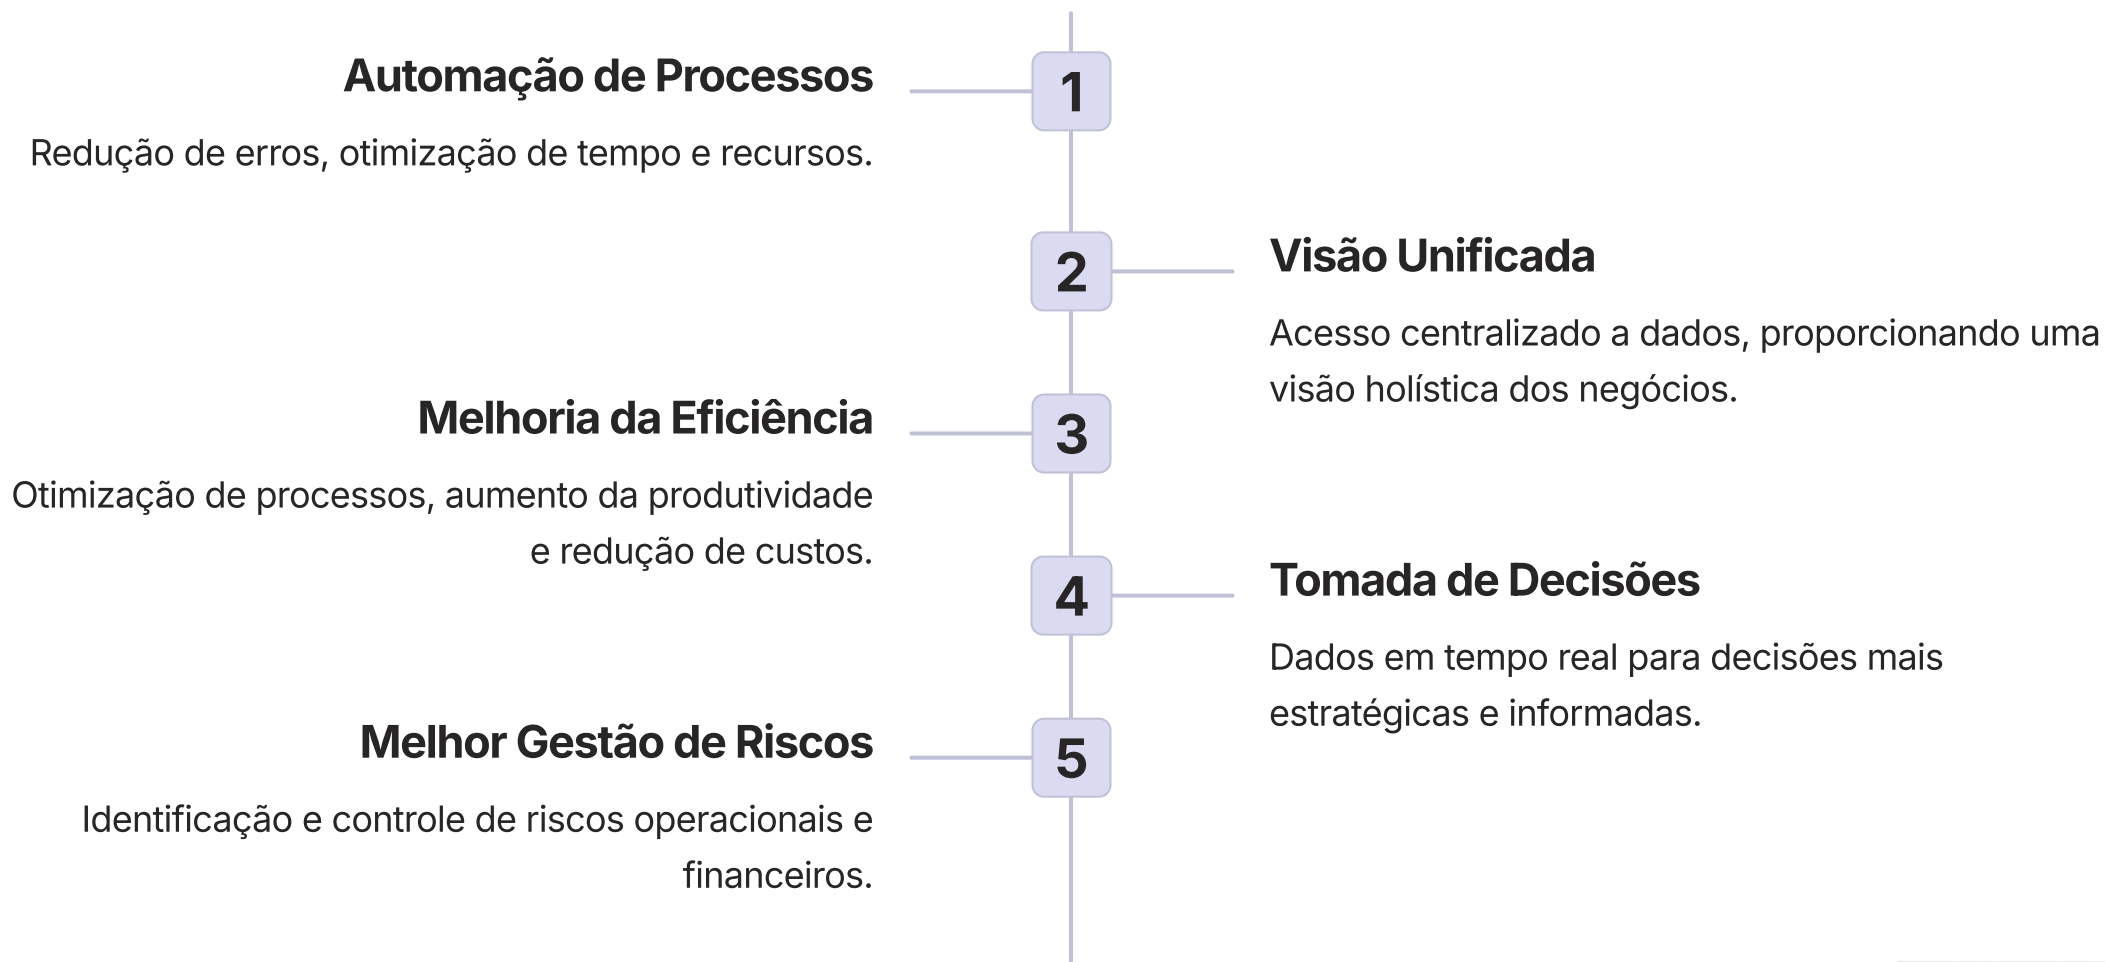 Automação de Processos
1
Redução de erros, otimização de tempo e recursos.
2
Visão Unificada
Acesso centralizado a dados, proporcionando uma
visão holística dos negócios.
Melhoria da Eficiência
3
Otimização de processos, aumento da produtividade
e redução de custos.
4
Tomada de Decisões
Dados em tempo real para decisões mais
estratégicas e informadas.
Melhor Gestão de Riscos
5
Identificação e controle de riscos operacionais e
financeiros.